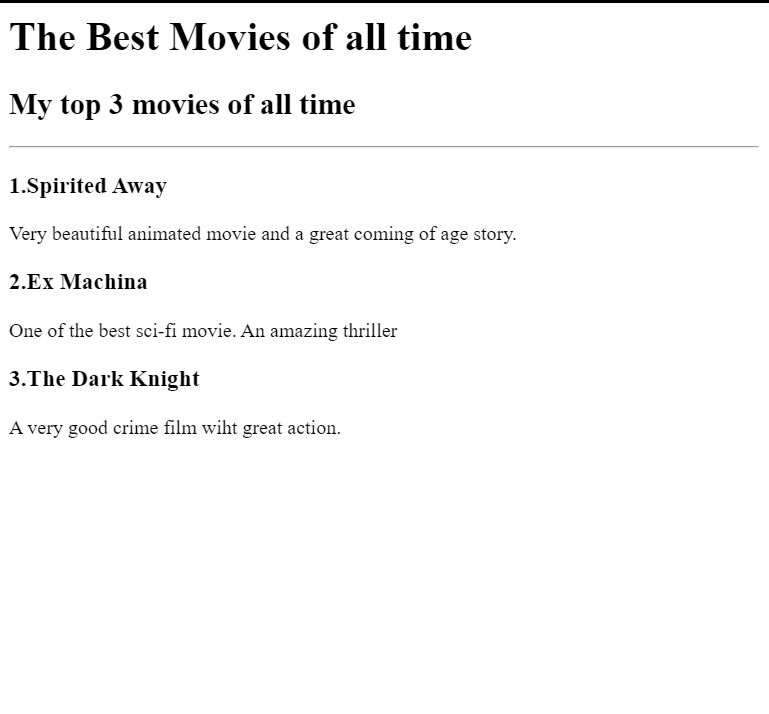 The Best Movies of all time
My top 3 movies of all time
1.Spirited Away
Very beautiful animated movie and a great coming of age story.
2.Ex Machina
One of the best sci-fi movie. An amazing thriller
3.The Dark Knight
A very good crime film wiht great action.